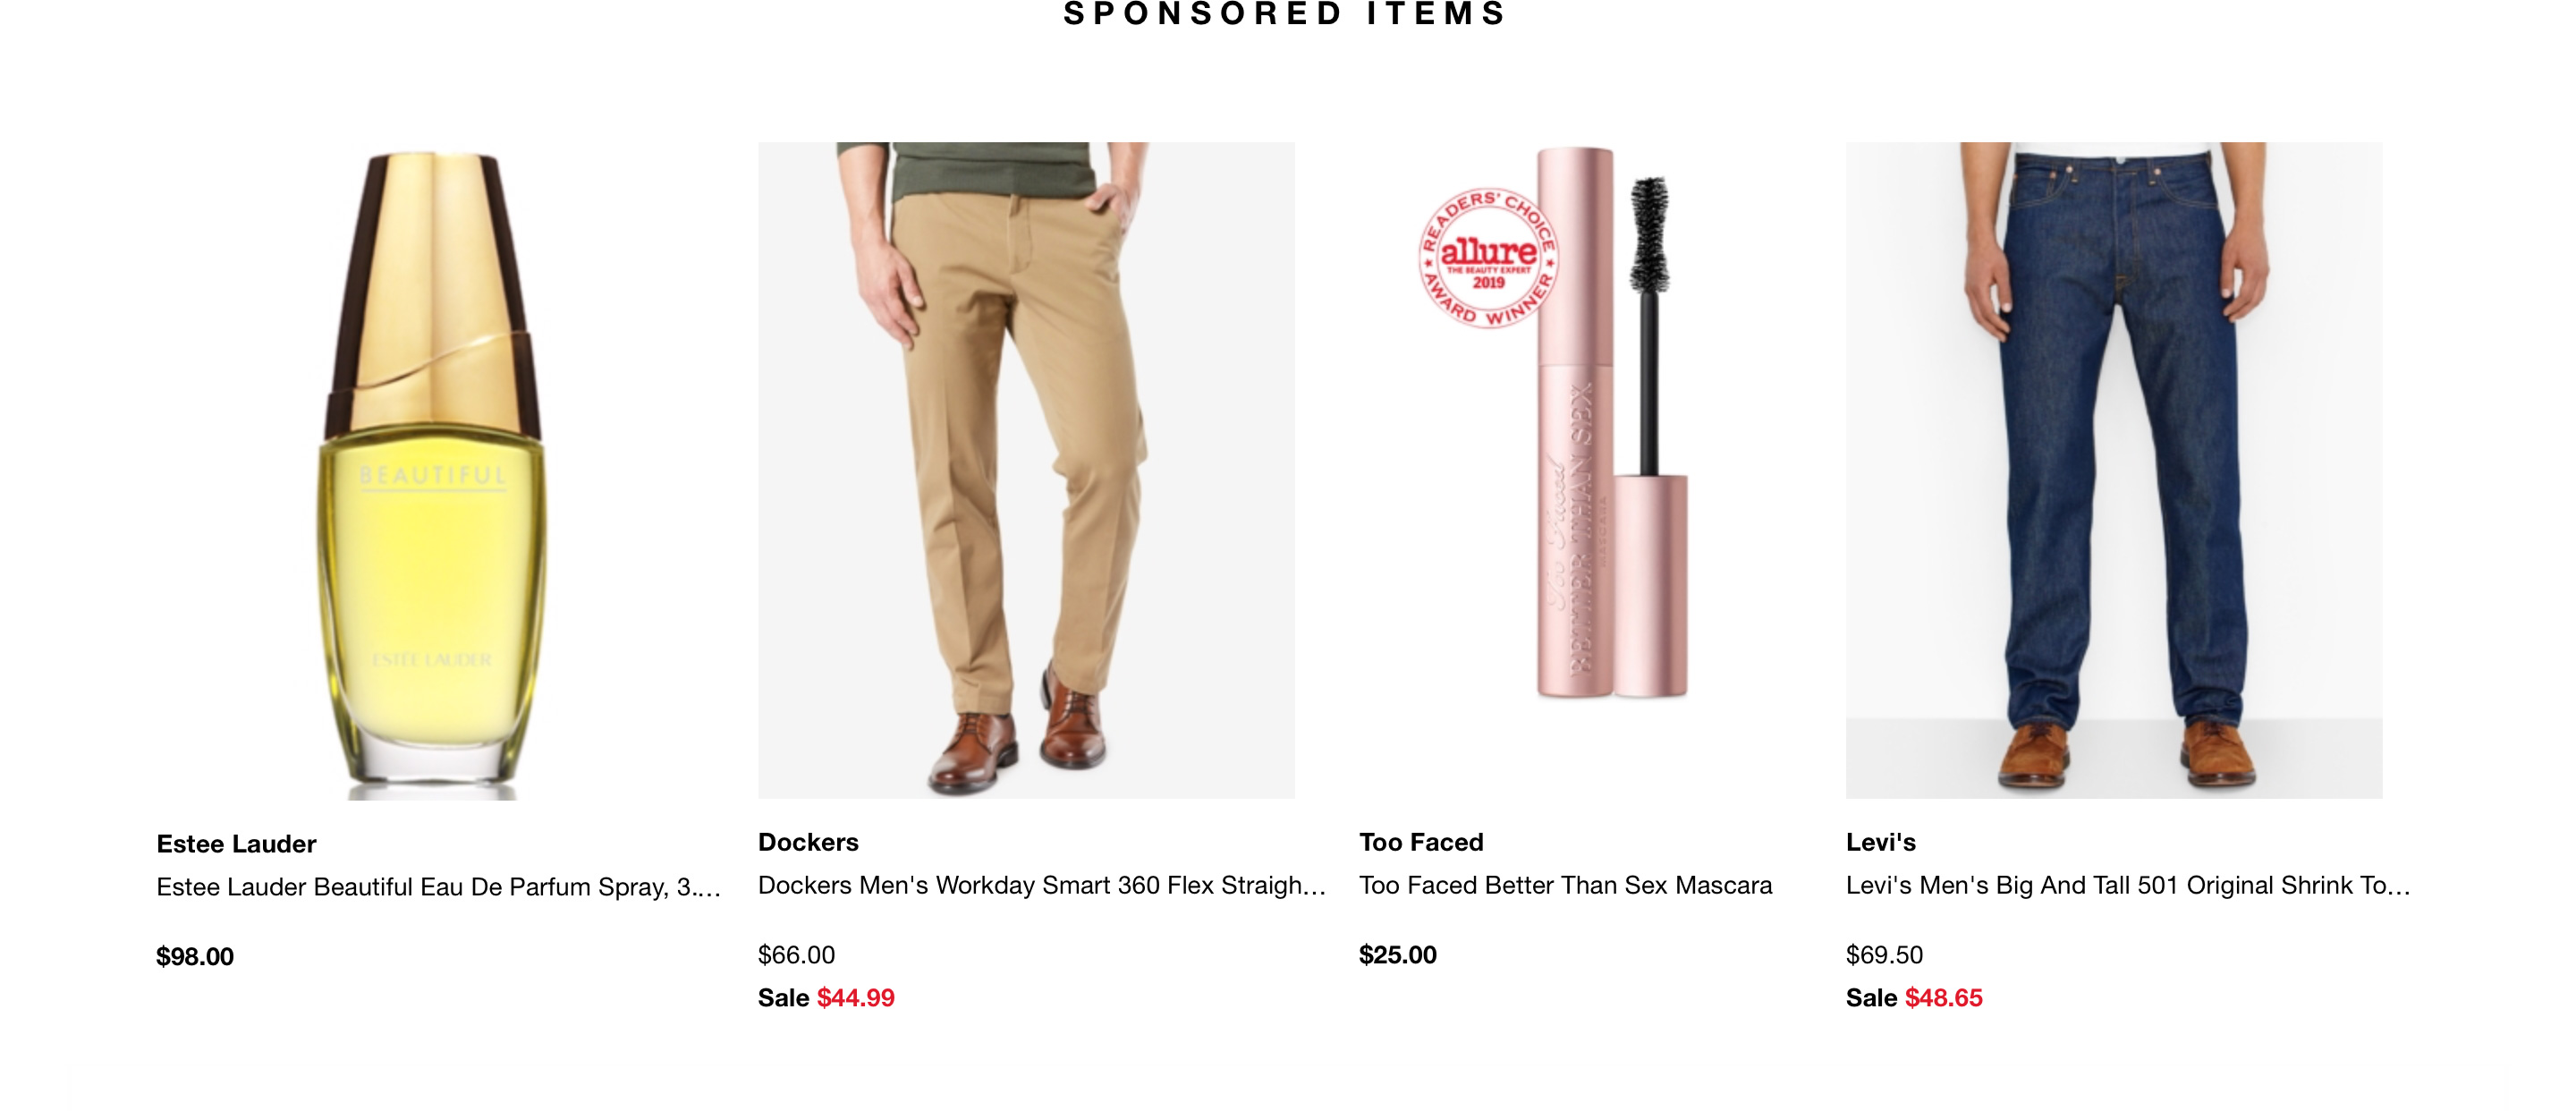 SPONSORED ITEMS
BEAUTIFUL
ESTĒE LAUDER
READERS' CHOICE
allure
THE BEAUTY EXPERT
2019
AWARD WINNER
Too Faced
BETTER THAN SEX
MASCARA
Estee Lauder
Estee Lauder Beautiful Eau De Parfum Spray, 3....
$98.00
Dockers
Dockers Men's Workday Smart 360 Flex Straigh...
$66.00
Sale $44.99
Too Faced
Too Faced Better Than Sex Mascara
$25.00
Levi's
Levi's Men's Big And Tall 501 Original Shrink To...
$69.50
Sale $48.65